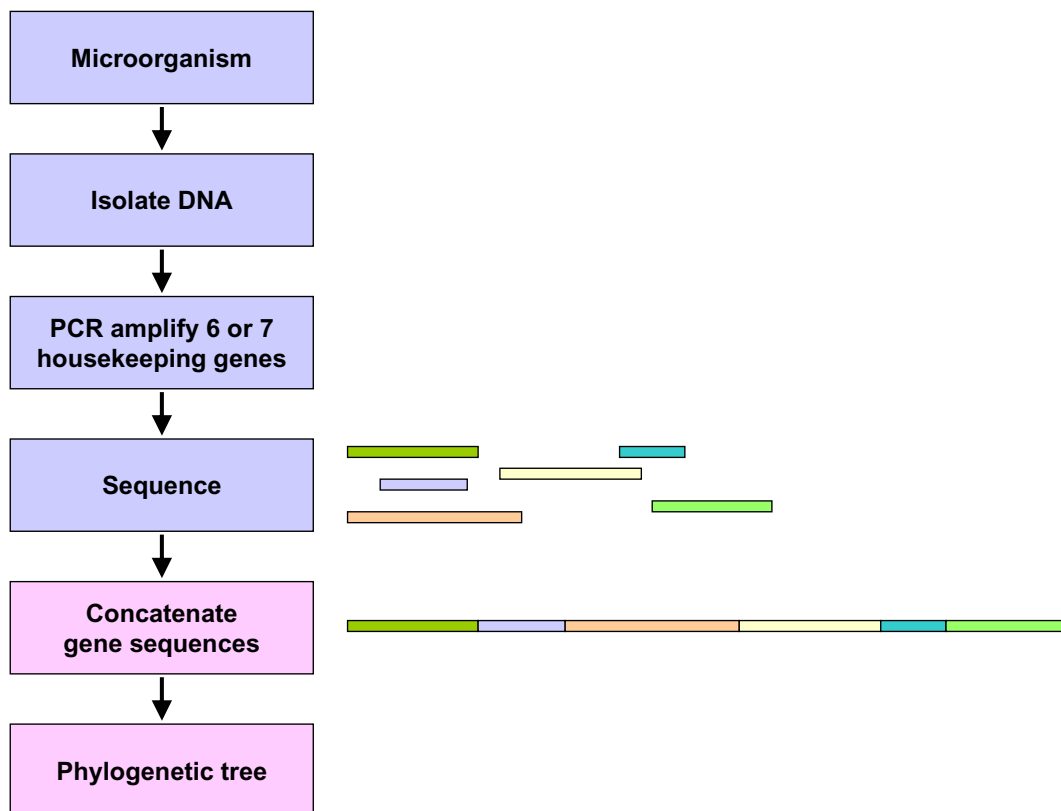 Microorganism
Isolate DNA
PCR amplify 6 or 7
housekeeping genes
Sequence
Concatenate
gene sequences
Phylogenetic tree